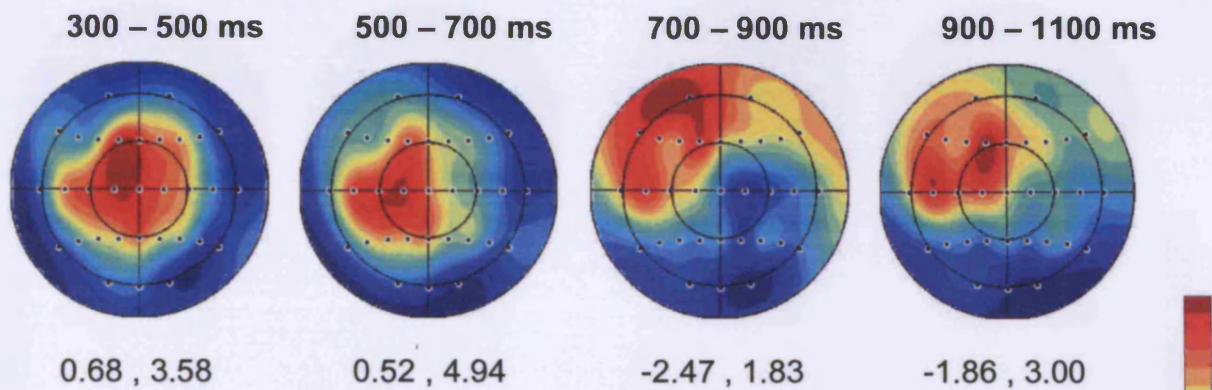 300 – 500 ms 500 – 700 ms 700 – 900 ms 900 – 1100 ms
0.68 , 3.58 0.52 , 4.94 -2.47 , 1.83 -1.86 , 3.00